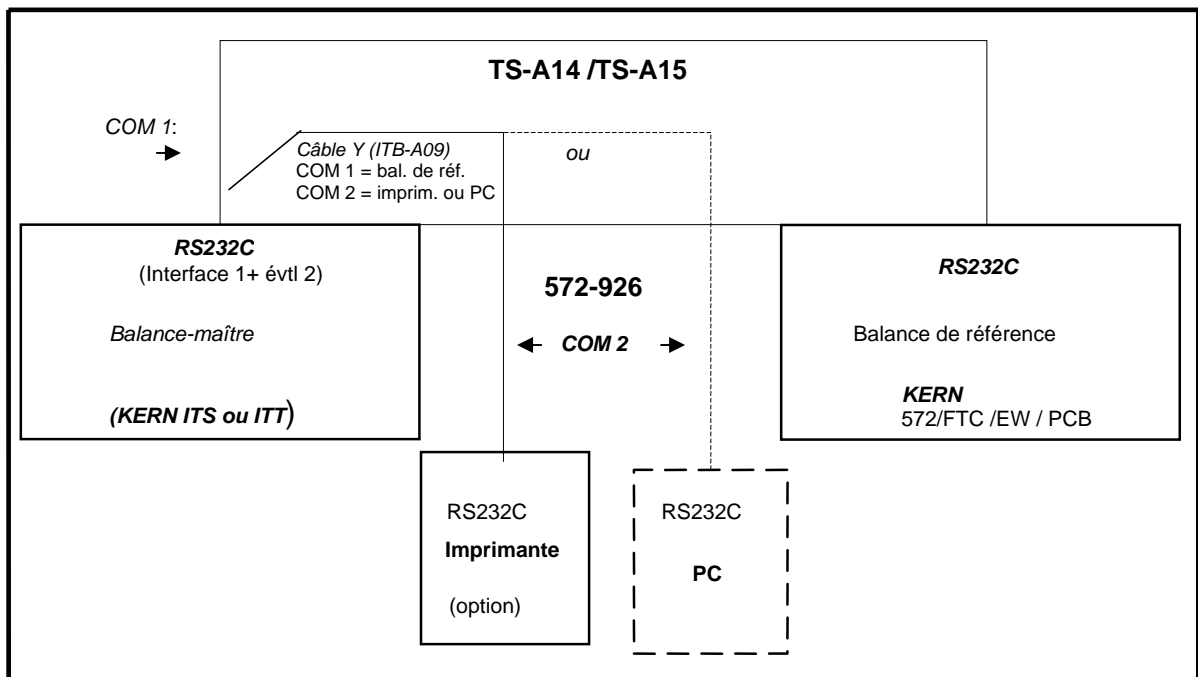 TS-A14 /TS-A15
COM 1:
Câble Y (ITB-A09)
COM 1 = bal. de réf.
COM 2 = imprim. ou PC
ou
RS232C
(Interface 1+ évtl 2)
Balance-maître
(KERN ITS ou ITT)
572-926
COM 2
RS232C
Balance de référence
KERN
572/FTC /EW / PCB
RS232C
Imprimante
(option)
RS232C
PC